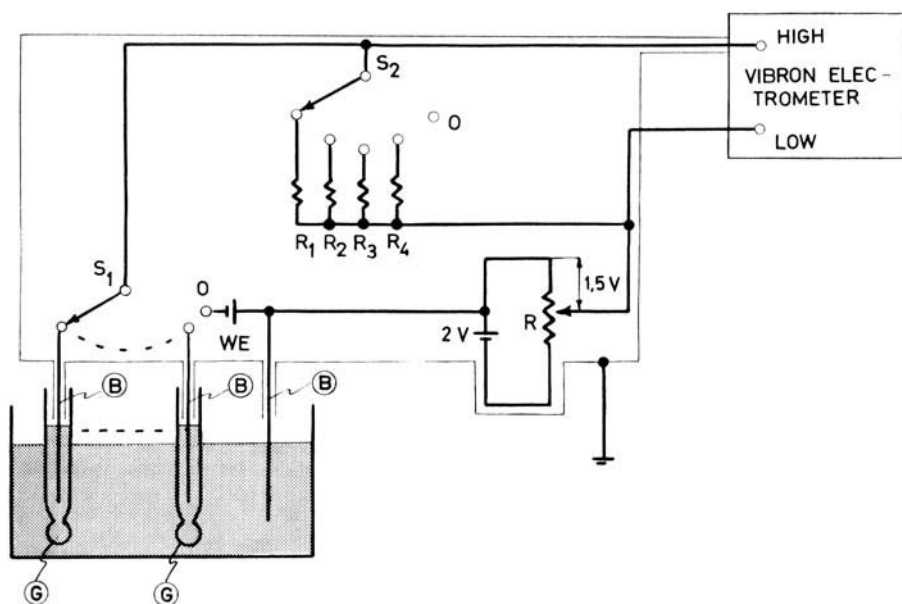 HIGH
VIBRON ELEC-
TROMETER
LOW
S2
O
R1 R2 R3 R4
S1
O
WE
1,5 V
R
2 V
B B B
G G